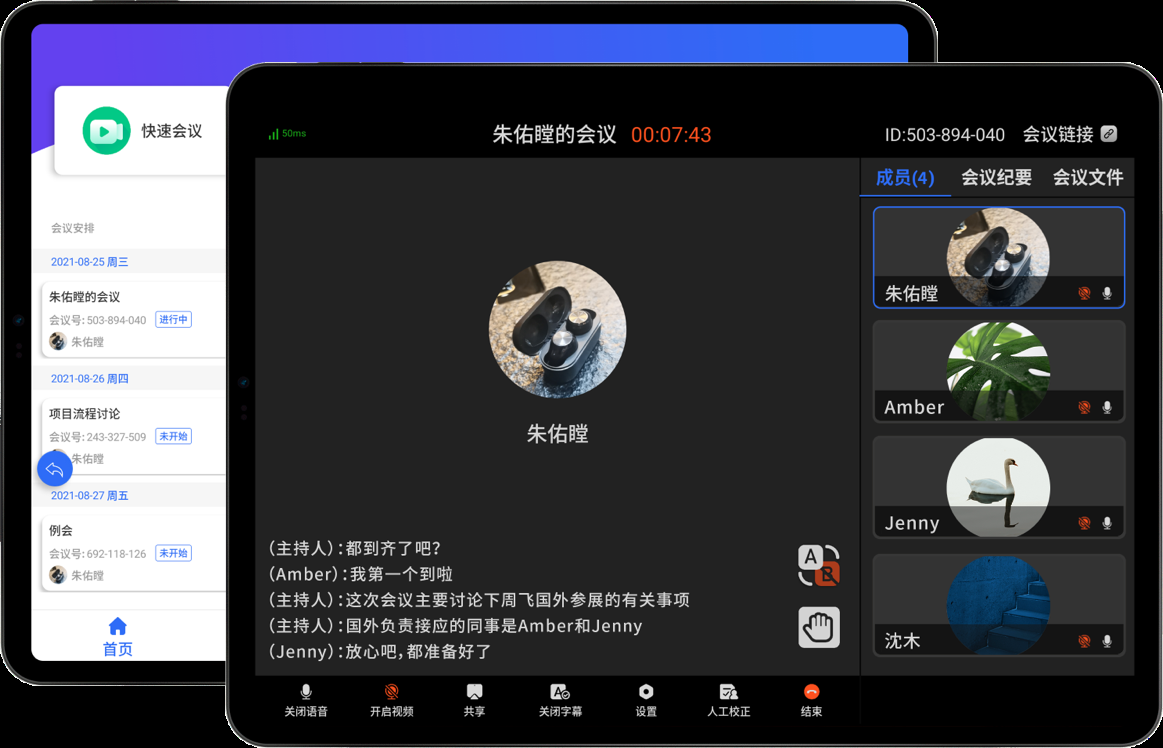 快速会议
会议安排
2021-08-25 周三
朱佑瞠的会议
会议号: 503-894-040 进行中
朱佑瞠
2021-08-26 周四
项目流程讨论
会议号: 243-327-509 未开始
朱佑瞠
2021-08-27 周五
例会
会议号: 692-118-126 未开始
朱佑瞠
首页
50ms
朱佑瞠的会议 00:07:43
ID:503-894-040 会议链接
成员(4) 会议纪要 会议文件
朱佑瞠
Amber
Jenny
沈木
朱佑瞠
(主持人):都到齐了吧?
(Amber):我第一个到啦
(主持人):这次会议主要讨论下周飞国外参展的有关事项
(主持人):国外负责接应的同事是Amber和Jenny
(Jenny):放心吧,都准备好了
A
B
关闭语音 开启视频 共享 关闭字幕 设置 人工校正 结束